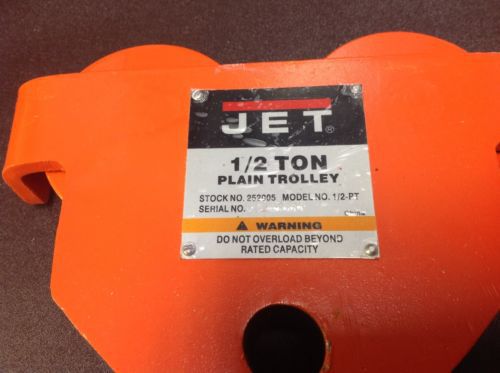 JET®
1/2 TON
PLAIN TROLLEY
STOCK NO. 252005 MODEL NO. 1/2-PT
SERIAL NO.
WARNING
DO NOT OVERLOAD BEYOND
RATED CAPACITY